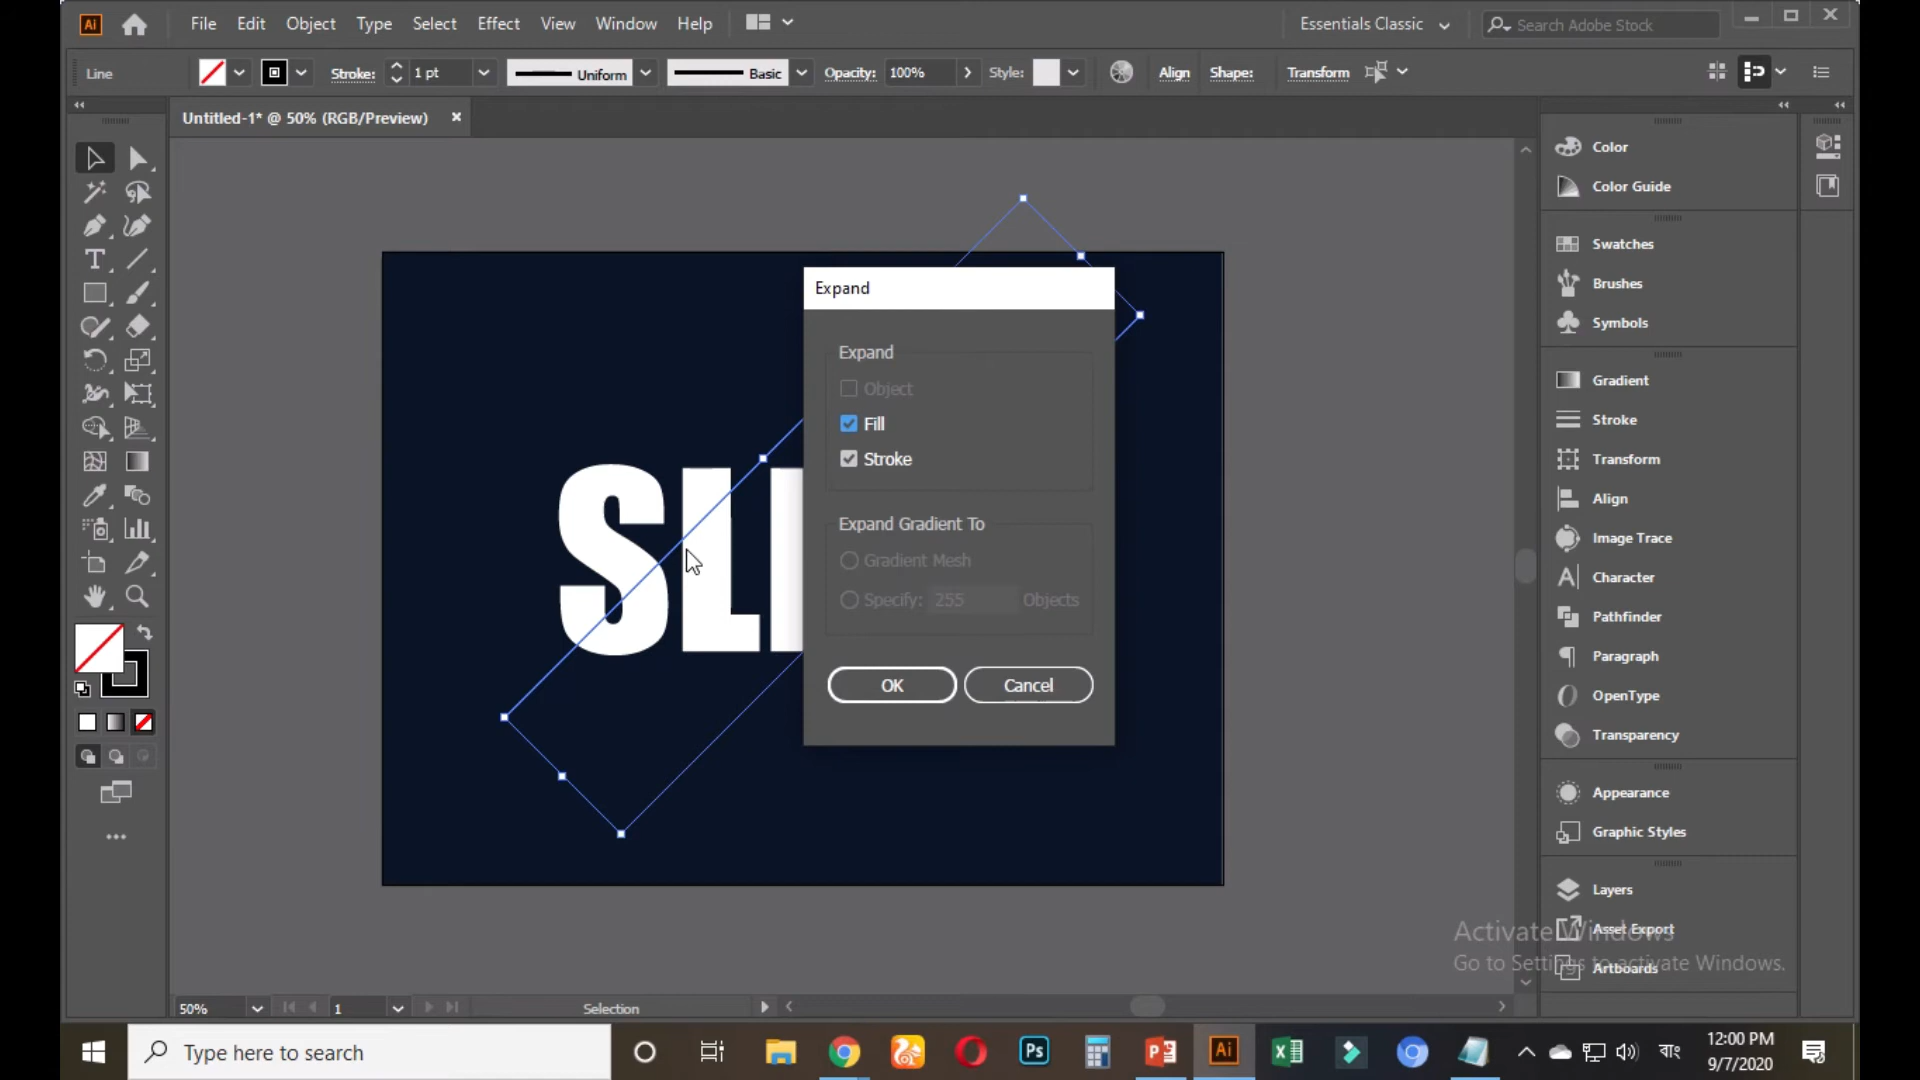 Ai File Edit Object Type Select Effect View Window Help Essentials Classic Search Adobe Stock
Line Stroke: 1 pt Uniform Basic Opacity: 100% Style: Align Shape: Transform
Untitled-1* @ 50% (RGB/Preview) ×
Color
Color Guide
Swatches
Brushes
Symbols
Gradient
Stroke
Transform
Align
Image Trace
Character
Pathfinder
Paragraph
OpenType
Transparency
Appearance
Graphic Styles
Layers
Asset Export
Artboards
SLI
Expand
Expand
Object
Fill
Stroke
Expand Gradient To
Gradient Mesh
Specify: 255 Objects
OK Cancel
Activate Windows
Go to Settings to activate Windows.
50% 1 Selection
Type here to search
Ps
Ai
বাং
12:00 PM
9/7/2020